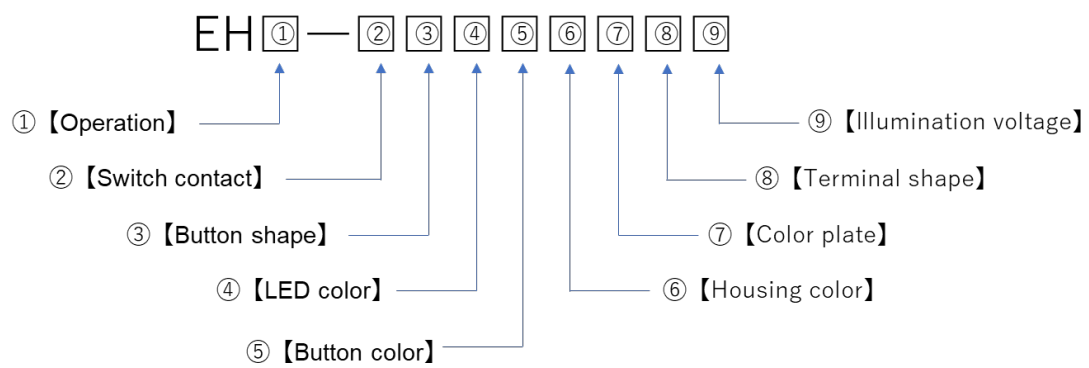 EH①—②③④⑤⑥⑦⑧⑨
①【Operation】
⑨【Illumination voltage】
②【Switch contact】
⑧【Terminal shape】
③【Button shape】
⑦【Color plate】
④【LED color】
⑥【Housing color】
⑤【Button color】